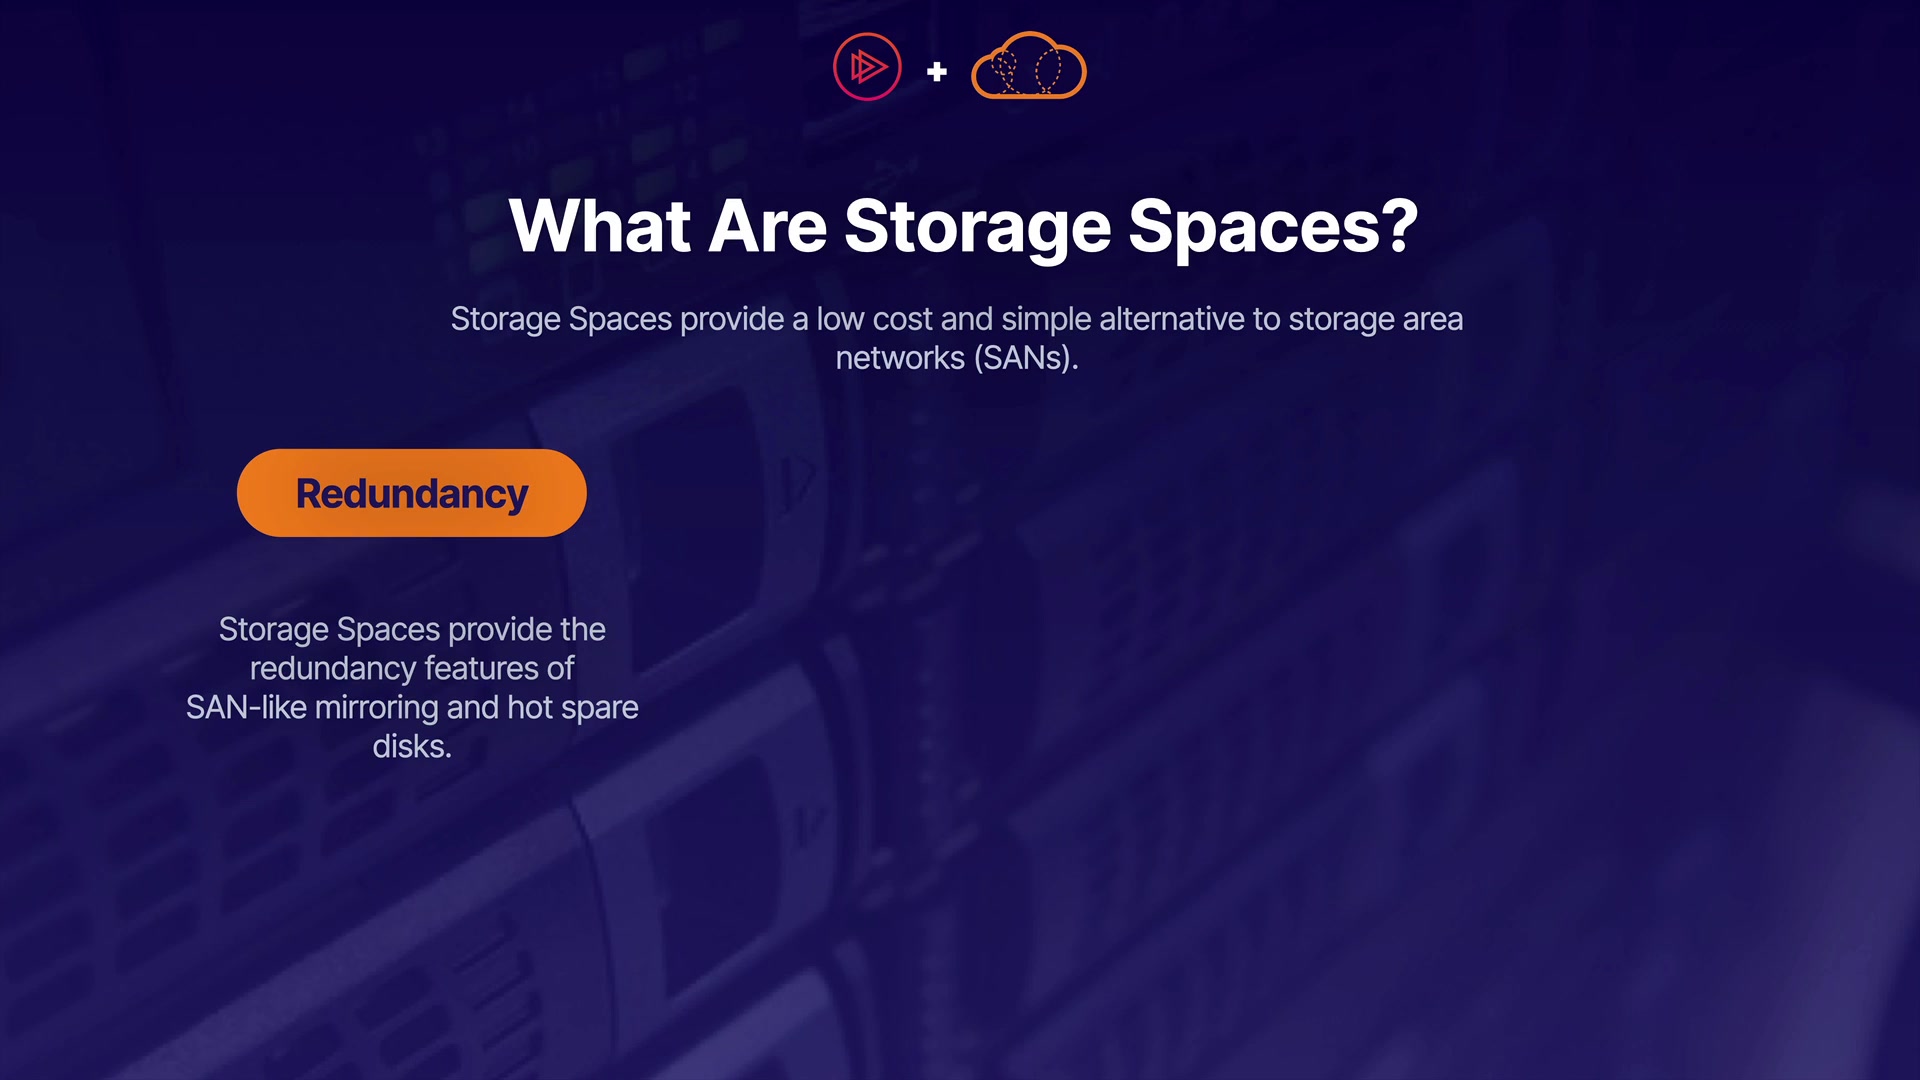 What Are Storage Spaces?
Storage Spaces provide a low cost and simple alternative to storage area
networks (SANs).
Redundancy
Storage Spaces provide the
redundancy features of
SAN-like mirroring and hot spare
disks.